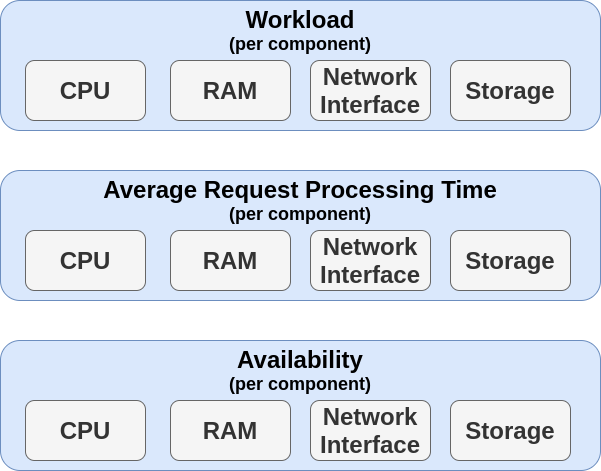 Workload
(per component)
CPU
RAM
Network
Interface
Storage
Average Request Processing Time
(per component)
CPU
RAM
Network
Interface
Storage
Availability
(per component)
CPU
RAM
Network
Interface
Storage